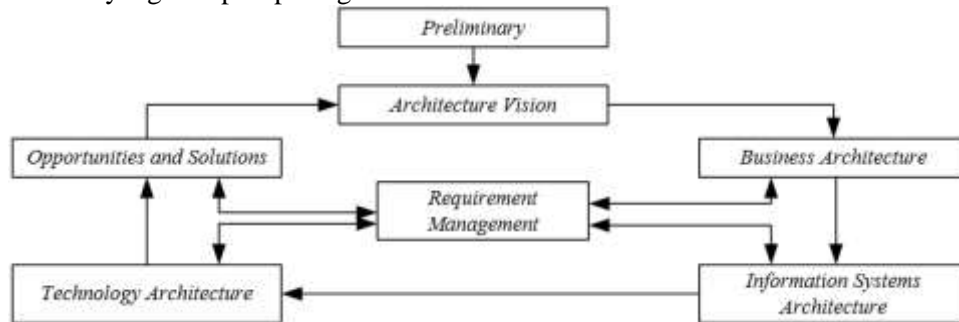 Preliminary
Architecture Vision
Opportunities and Solutions
Business Architecture
Requirement
Management
Technology Architecture
Information Systems
Architecture